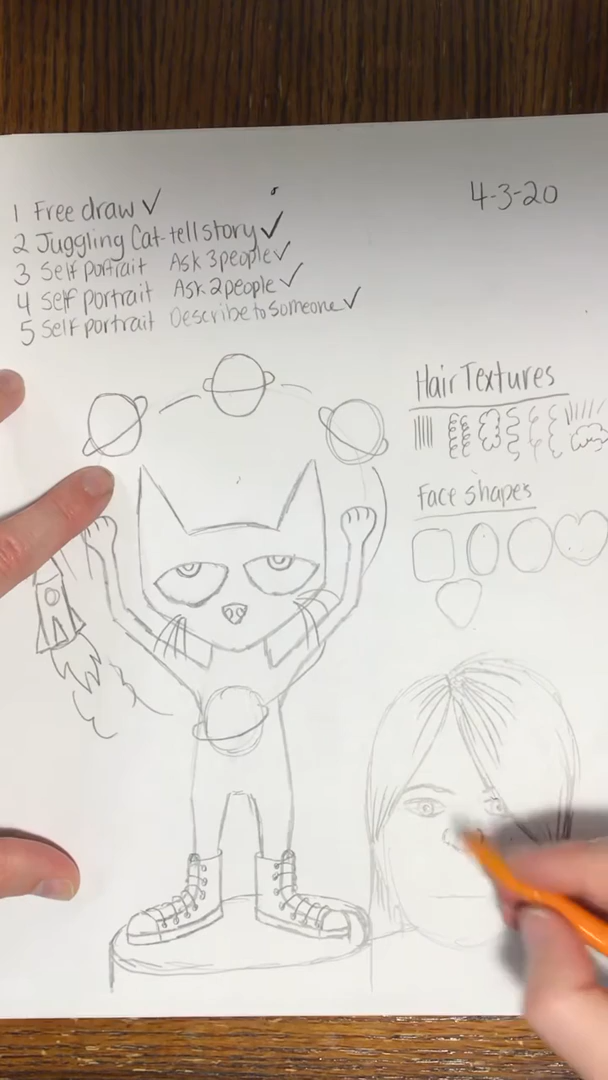 1 Free draw ✓
4-3-20
2 Juggling Cat-tell story ✓
3 Self portrait Ask 3 people ✓
4 Self portrait Ask 2 people ✓
5 Self portrait Describe to someone ✓
Hair Textures
Face shapes